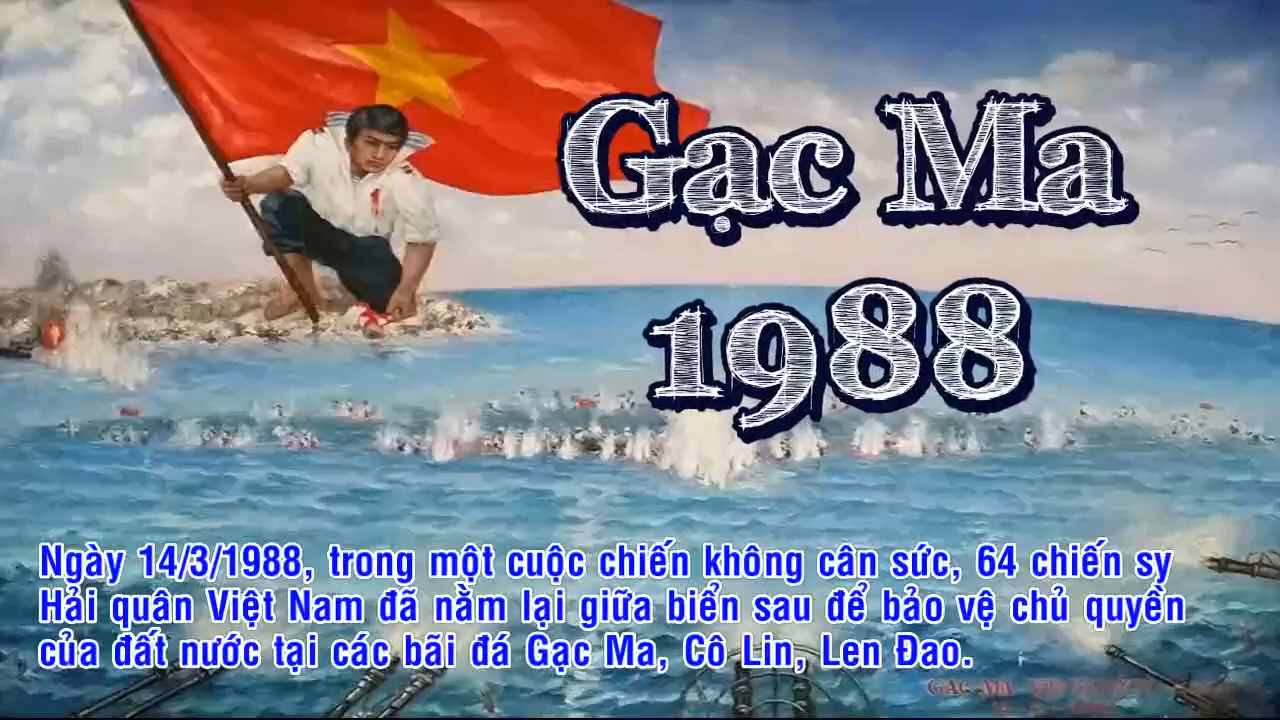 Gạc Ma
1988
Ngày 14/3/1988, trong một cuộc chiến không cân sức, 64 chiến sy
Hải quân Việt Nam đã nằm lại giữa biển sau để bảo vệ chủ quyền
của đất nước tại các bãi đá Gạc Ma, Cô Lin, Len Đao.
GẠC MA